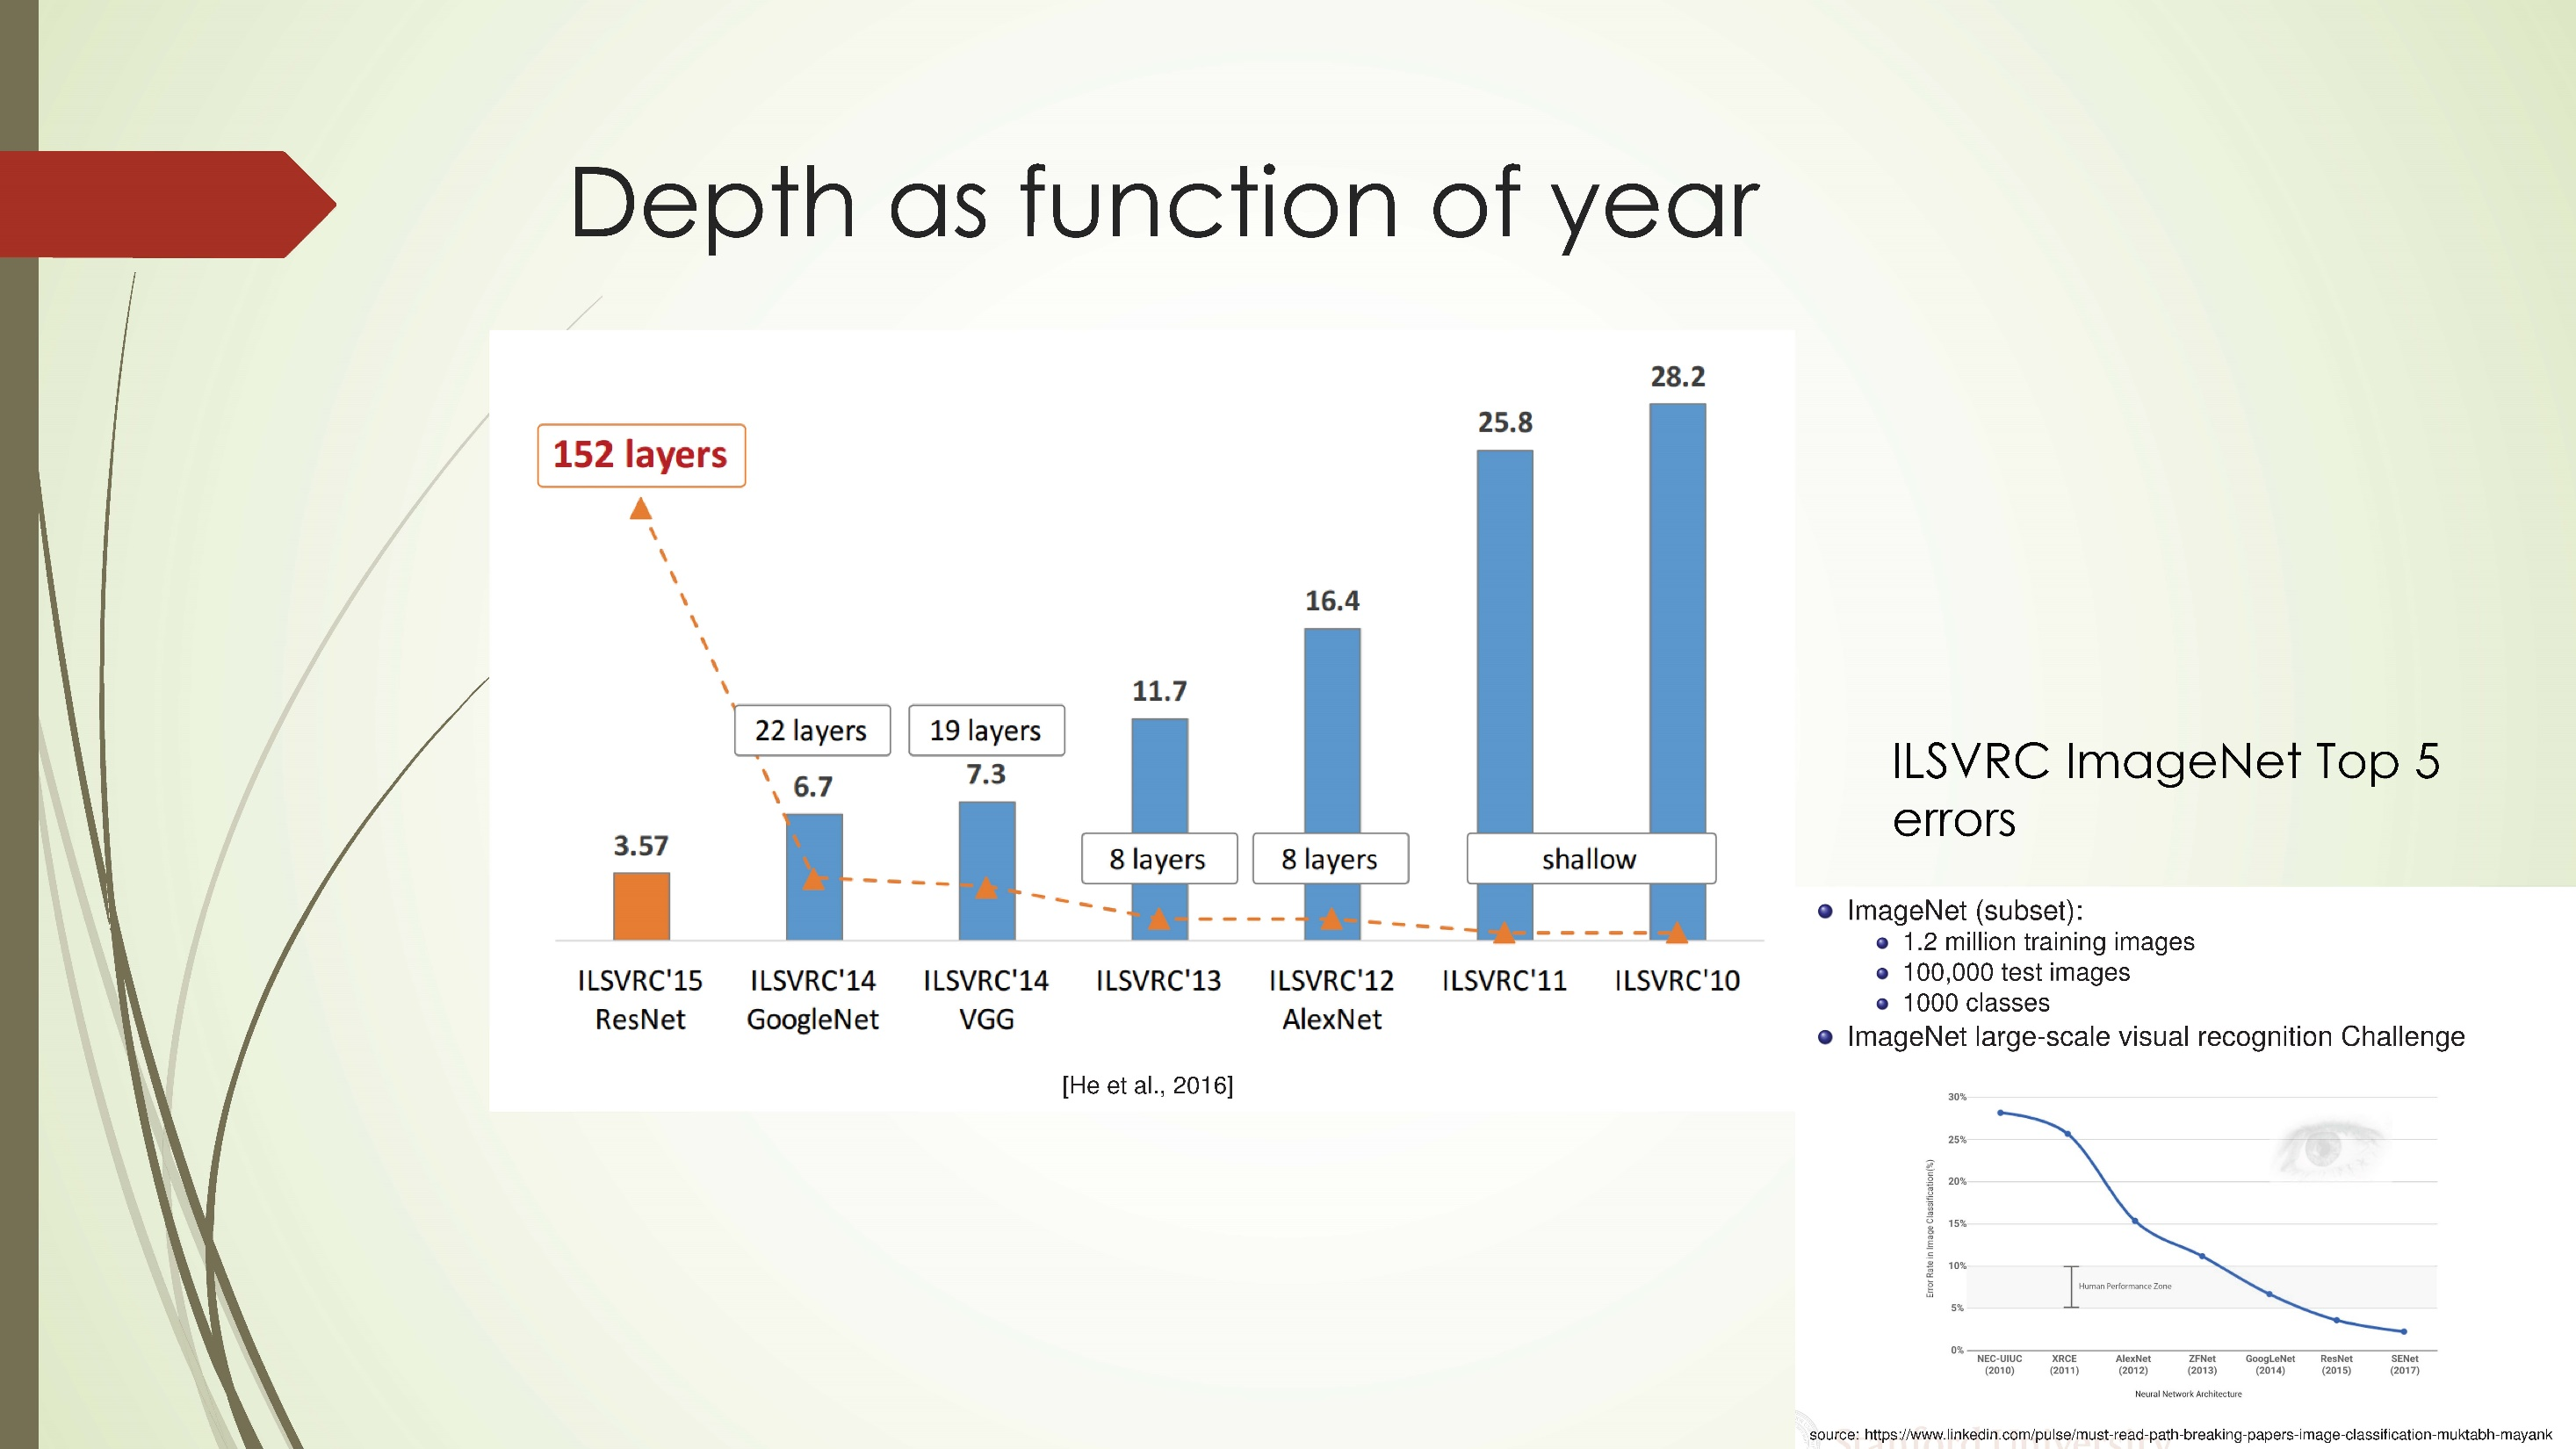 Depth as function of year
28.2
25.8
152 layers
16.4
11.7
22 layers
19 layers
6.7
7.3
3.57
8 layers
8 layers
shallow
ILSVRC'15 ILSVRC'14 ILSVRC'14 ILSVRC'13 ILSVRC'12 ILSVRC'11 ILSVRC'10
ResNet GoogleNet VGG AlexNet
[He et al., 2016]
ILSVRC ImageNet Top 5
errors
ImageNet (subset):
1.2 million training images
100,000 test images
1000 classes
ImageNet large-scale visual recognition Challenge
30%
25%
20%
15%
10%
5%
0%
Error Rate in Image Classification(%)
Human Performance Zone
NEC-UIUC XRCE AlexNet ZFNet GoogLeNet ResNet SENet
(2010) (2011) (2012) (2013) (2014) (2015) (2017)
Neural Network Architecture
source: https://www.linkedin.com/pulse/must-read-path-breaking-papers-image-classification-muktabh-mayank